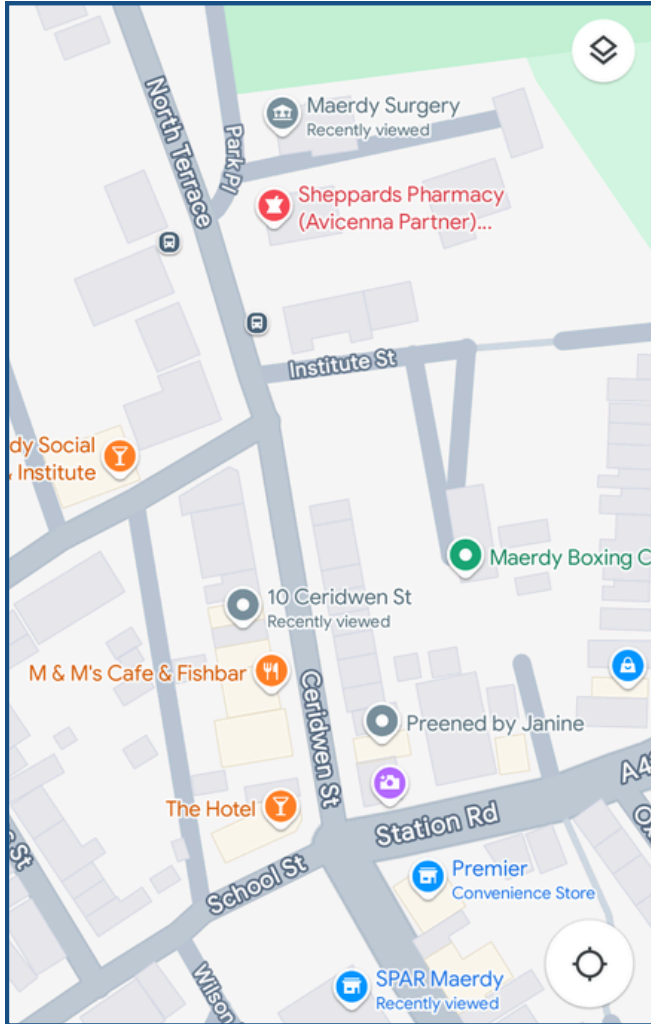 North Terrace
Park Pl
Maerdy Surgery
Recently viewed
Sheppards Pharmacy
(Avicenna Partner)...
Institute St
dy Social
Institute
Maerdy Boxing C
10 Ceridwen St
Recently viewed
M & M's Cafe & Fishbar
Ceridwen St
Preened by Janine
The Hotel
Station Rd
A4
School St
Premier
Convenience Store
St
Wilson
SPAR Maerdy
Recently viewed